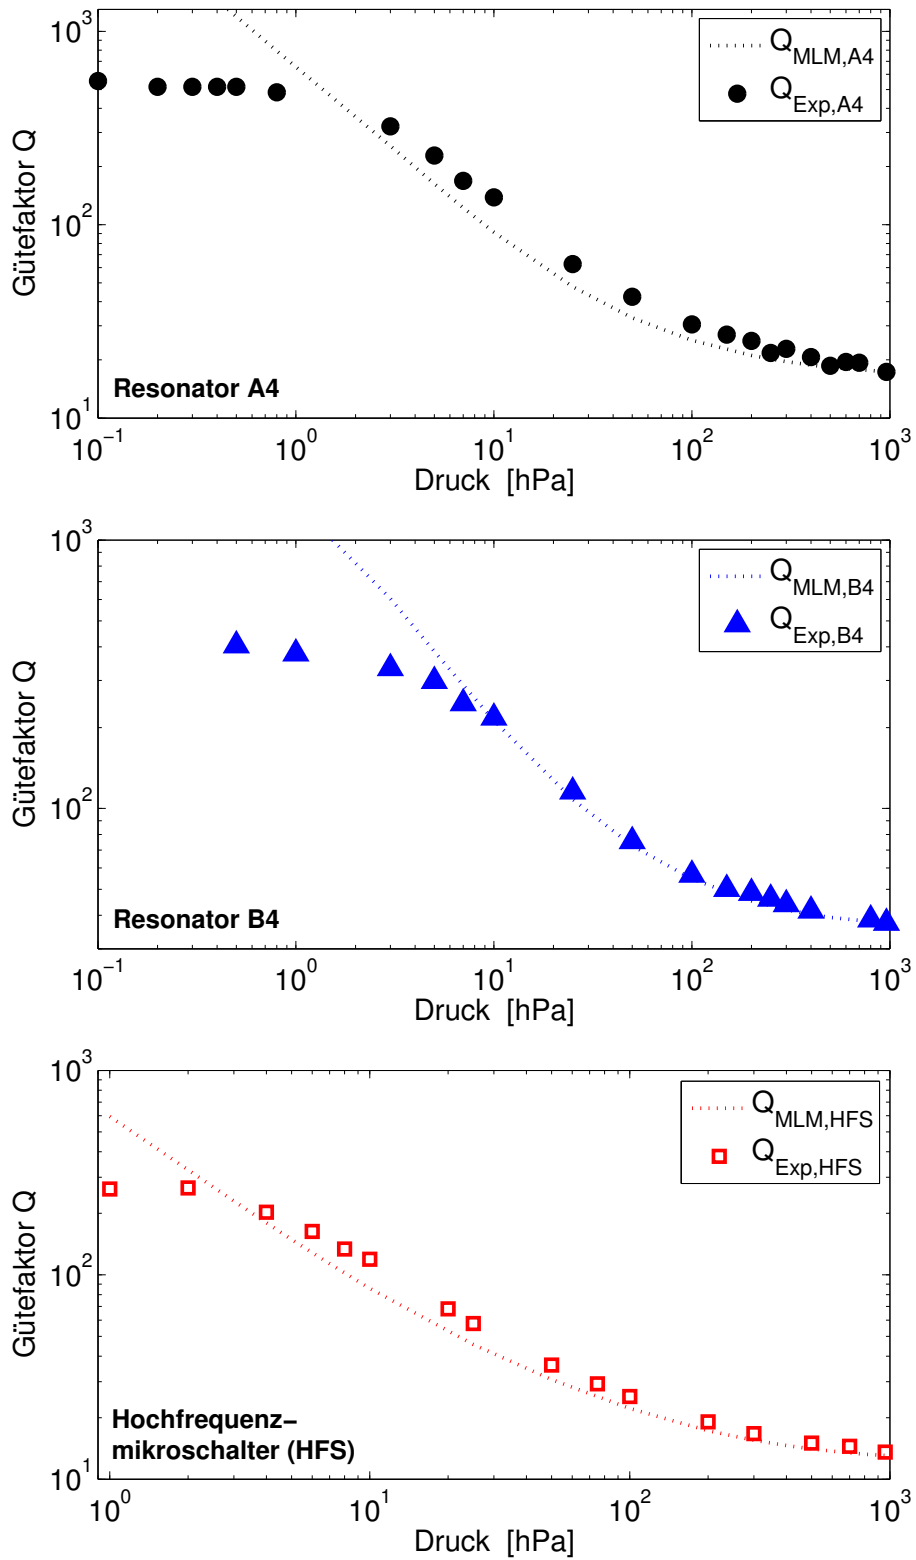 10^3
Q_MLM,A4
Q_Exp,A4
Gütefaktor Q
10^2
Resonator A4
10^1
10^-1 10^0 10^1 10^2 10^3
Druck [hPa]
10^3
Q_MLM,B4
Q_Exp,B4
Gütefaktor Q
10^2
Resonator B4
10^-1 10^0 10^1 10^2 10^3
Druck [hPa]
10^3
Q_MLM,HFS
Q_Exp,HFS
Gütefaktor Q
10^2
Hochfrequenz–
mikroschalter (HFS)
10^1
10^0 10^1 10^2 10^3
Druck [hPa]